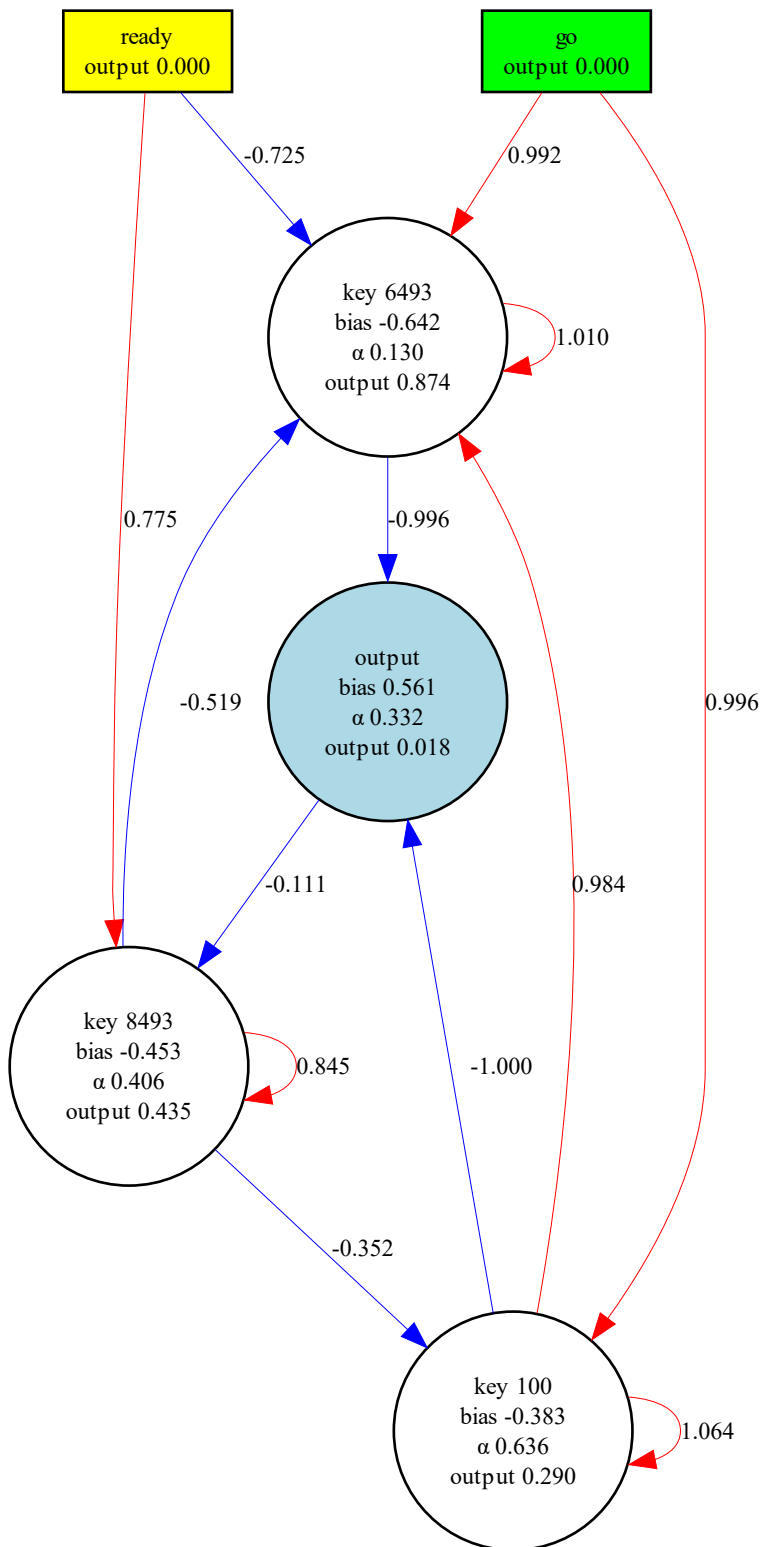 ready
output 0.000
go
output 0.000
-0.725
0.992
key 6493
bias -0.642
α 0.130
output 0.874
1.010
0.775
-0.996
-0.519
output
bias 0.561
α 0.332
output 0.018
0.996
-0.111
0.984
key 8493
bias -0.453
α 0.406
output 0.435
0.845
-1.000
-0.352
key 100
bias -0.383
α 0.636
output 0.290
1.064